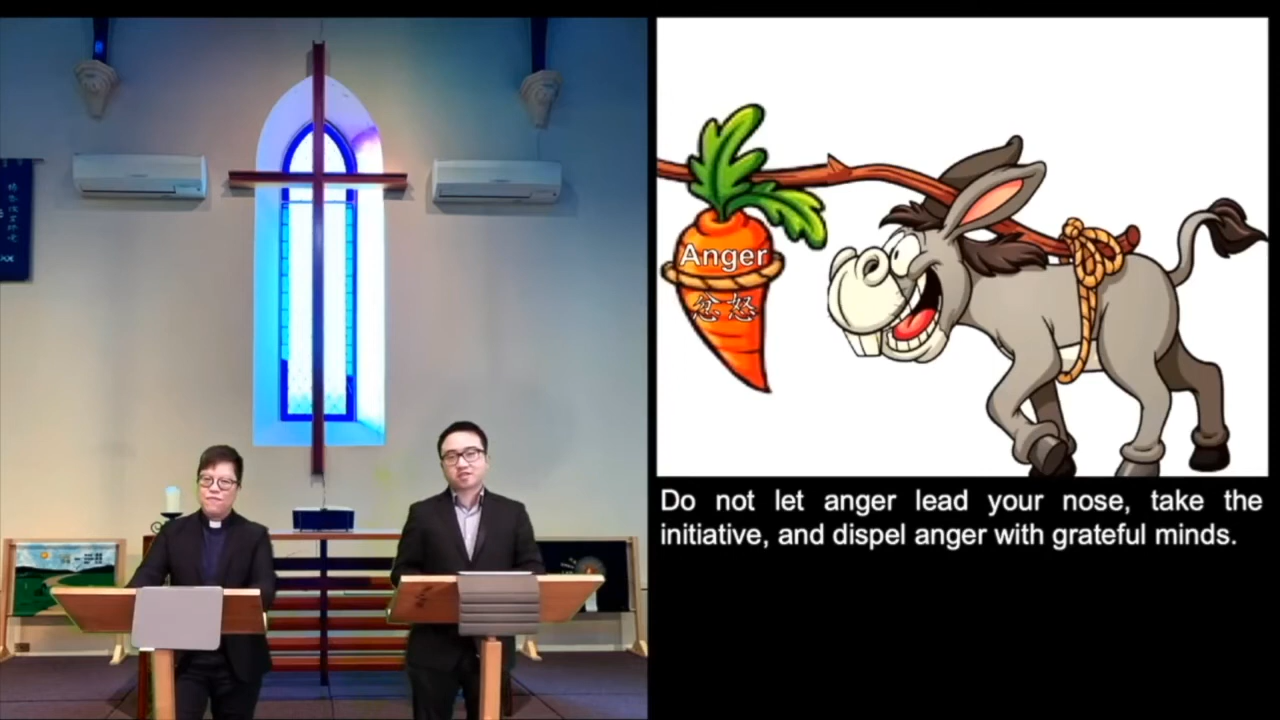 Anger
忿怒
Do not let anger lead your nose, take the
initiative, and dispel anger with grateful minds.